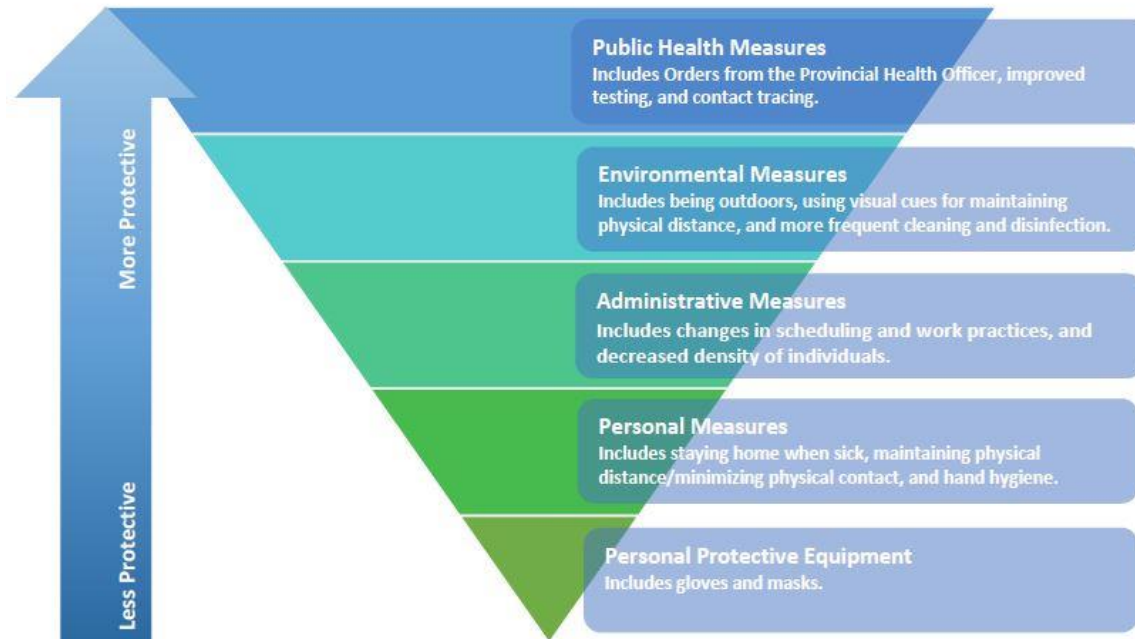 Public Health Measures
Includes Orders from the Provincial Health Officer, improved
testing, and contact tracing.
More Protective
Environmental Measures
Includes being outdoors, using visual cues for maintaining
physical distance, and more frequent cleaning and disinfection.
Administrative Measures
Includes changes in scheduling and work practices, and
decreased density of individuals.
Personal Measures
Includes staying home when sick, maintaining physical
distance/minimizing physical contact, and hand hygiene.
Less Protective
Personal Protective Equipment
Includes gloves and masks.